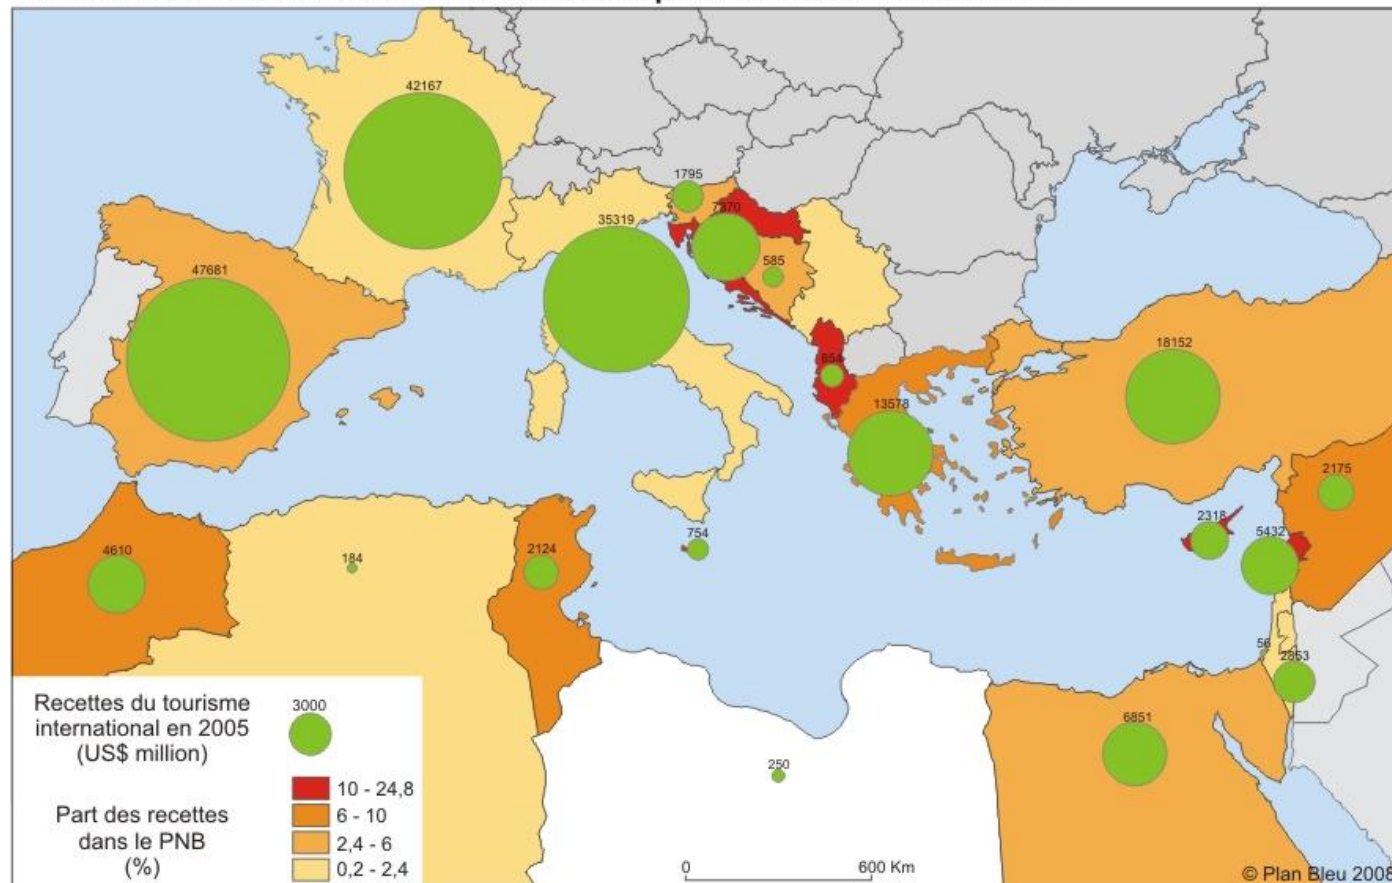 42167
1795
35319
7370
47681
585
18152
854
13578
2175
2318
5432
754
4610
184
2124
56
2853
6851
250
Recettes du tourisme
international en 2005
(US$ million)
3000
Part des recettes
dans le PNB
(%)
10 - 24,8
6 - 10
2,4 - 6
0,2 - 2,4
0
600 Km
© Plan Bleu 2008